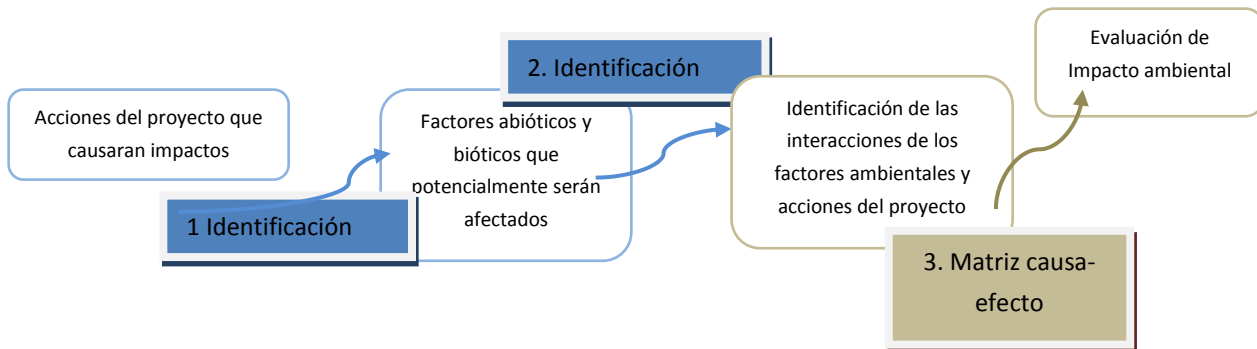 Acciones del proyecto que
causaran impactos
1 Identificación
Factores abióticos y
bióticos que
potencialmente serán
afectados
2. Identificación
Identificación de las
interacciones de los
factores ambientales y
acciones del proyecto
3. Matriz causa-
efecto
Evaluación de
Impacto ambiental